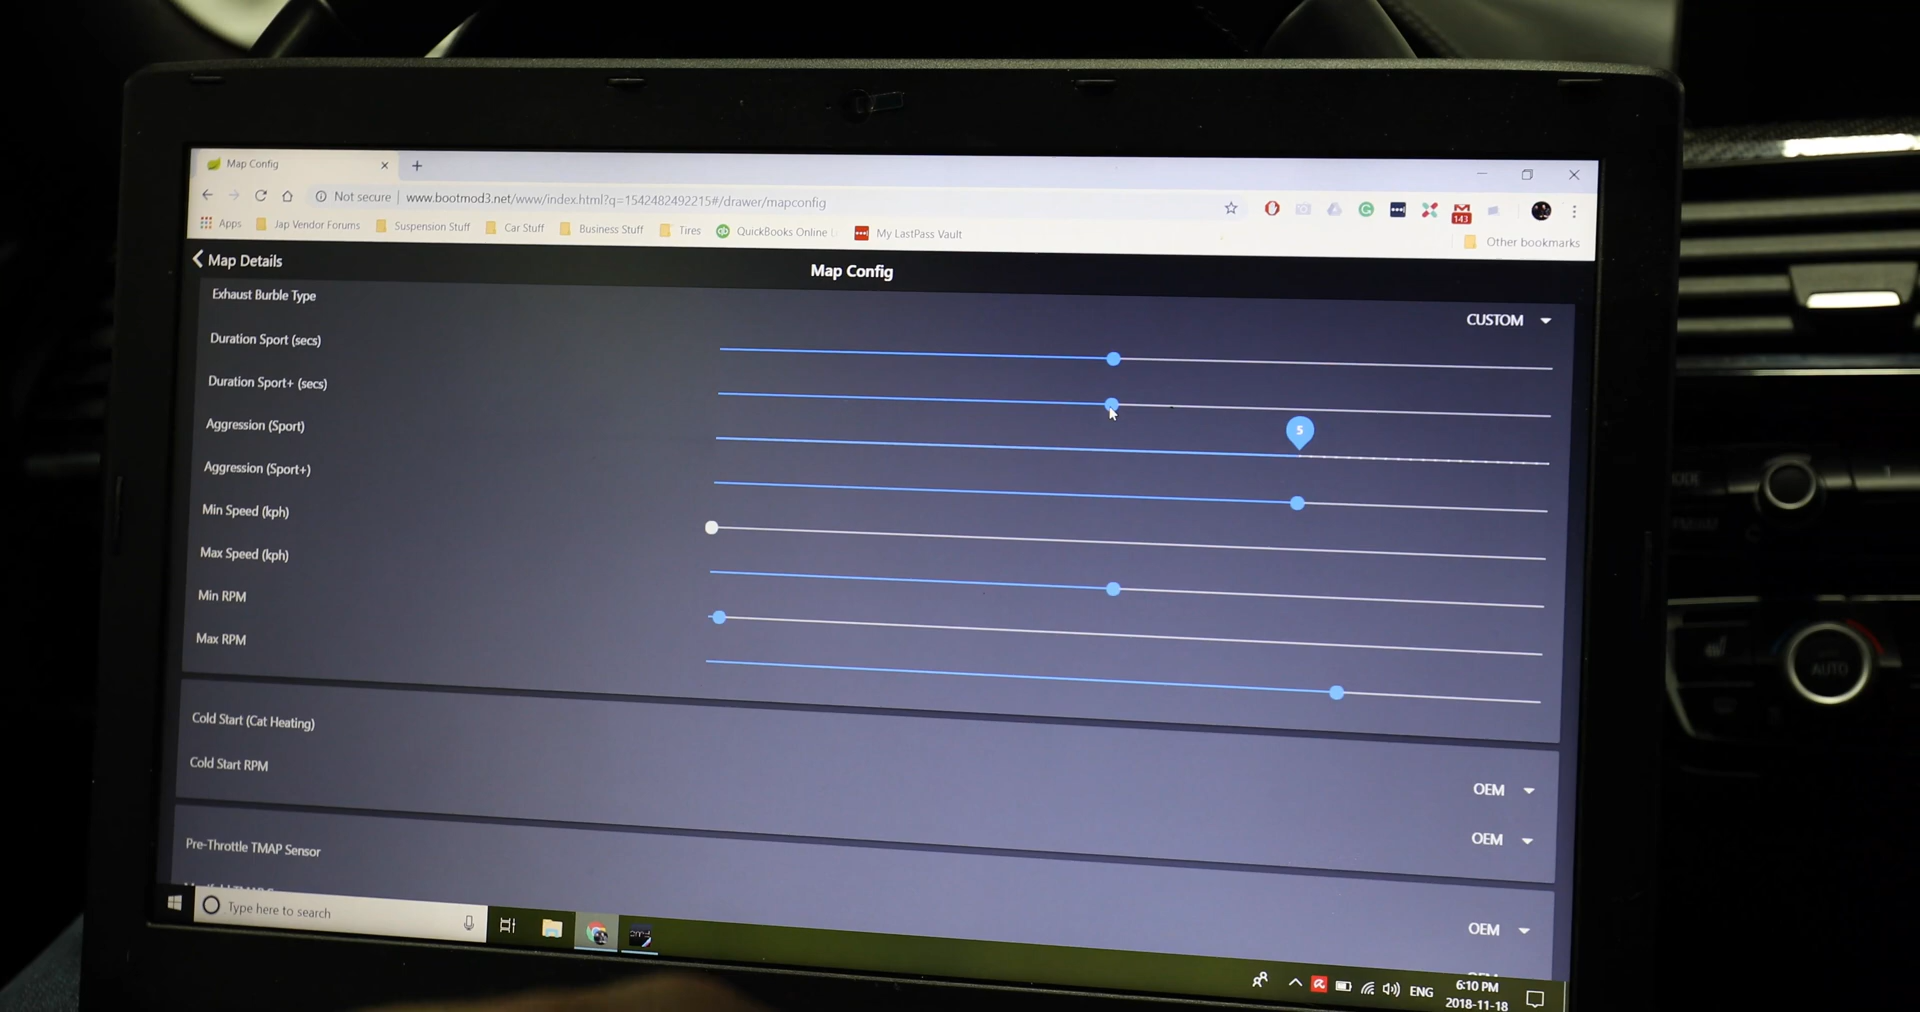 Map Config
Not secure | www.bootmod3.net/www/index.html?q=1542482492215#/drawer/mapconfig
143
Apps Jap Vendor Forums Suspension Stuff Car Stuff Business Stuff Tires QuickBooks Online My LastPass Vault
Other bookmarks
Map Details
Map Config
Exhaust Burble Type
CUSTOM
Duration Sport (secs)
Duration Sport+ (secs)
Aggression (Sport)
5
Aggression (Sport+)
Min Speed (kph)
Max Speed (kph)
Min RPM
Max RPM
Cold Start (Cat Heating)
OEM
Cold Start RPM
OEM
Pre-Throttle TMAP Sensor
OEM
Type here to search
ENG
6:10 PM
2018-11-18
AUTO